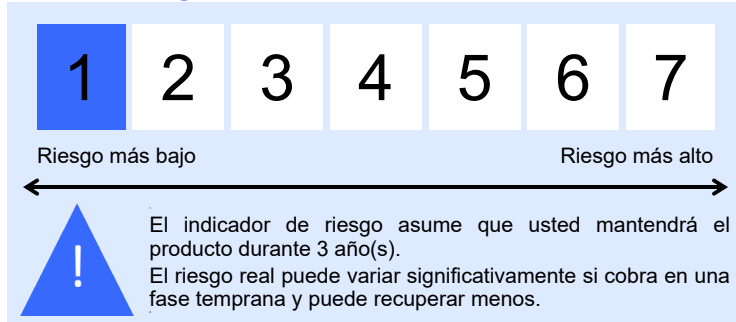 1 2 3 4 5 6 7
Riesgo más bajo Riesgo más alto
!
El indicador de riesgo asume que usted mantendrá el
producto durante 3 año(s).
El riesgo real puede variar significativamente si cobra en una
fase temprana y puede recuperar menos.